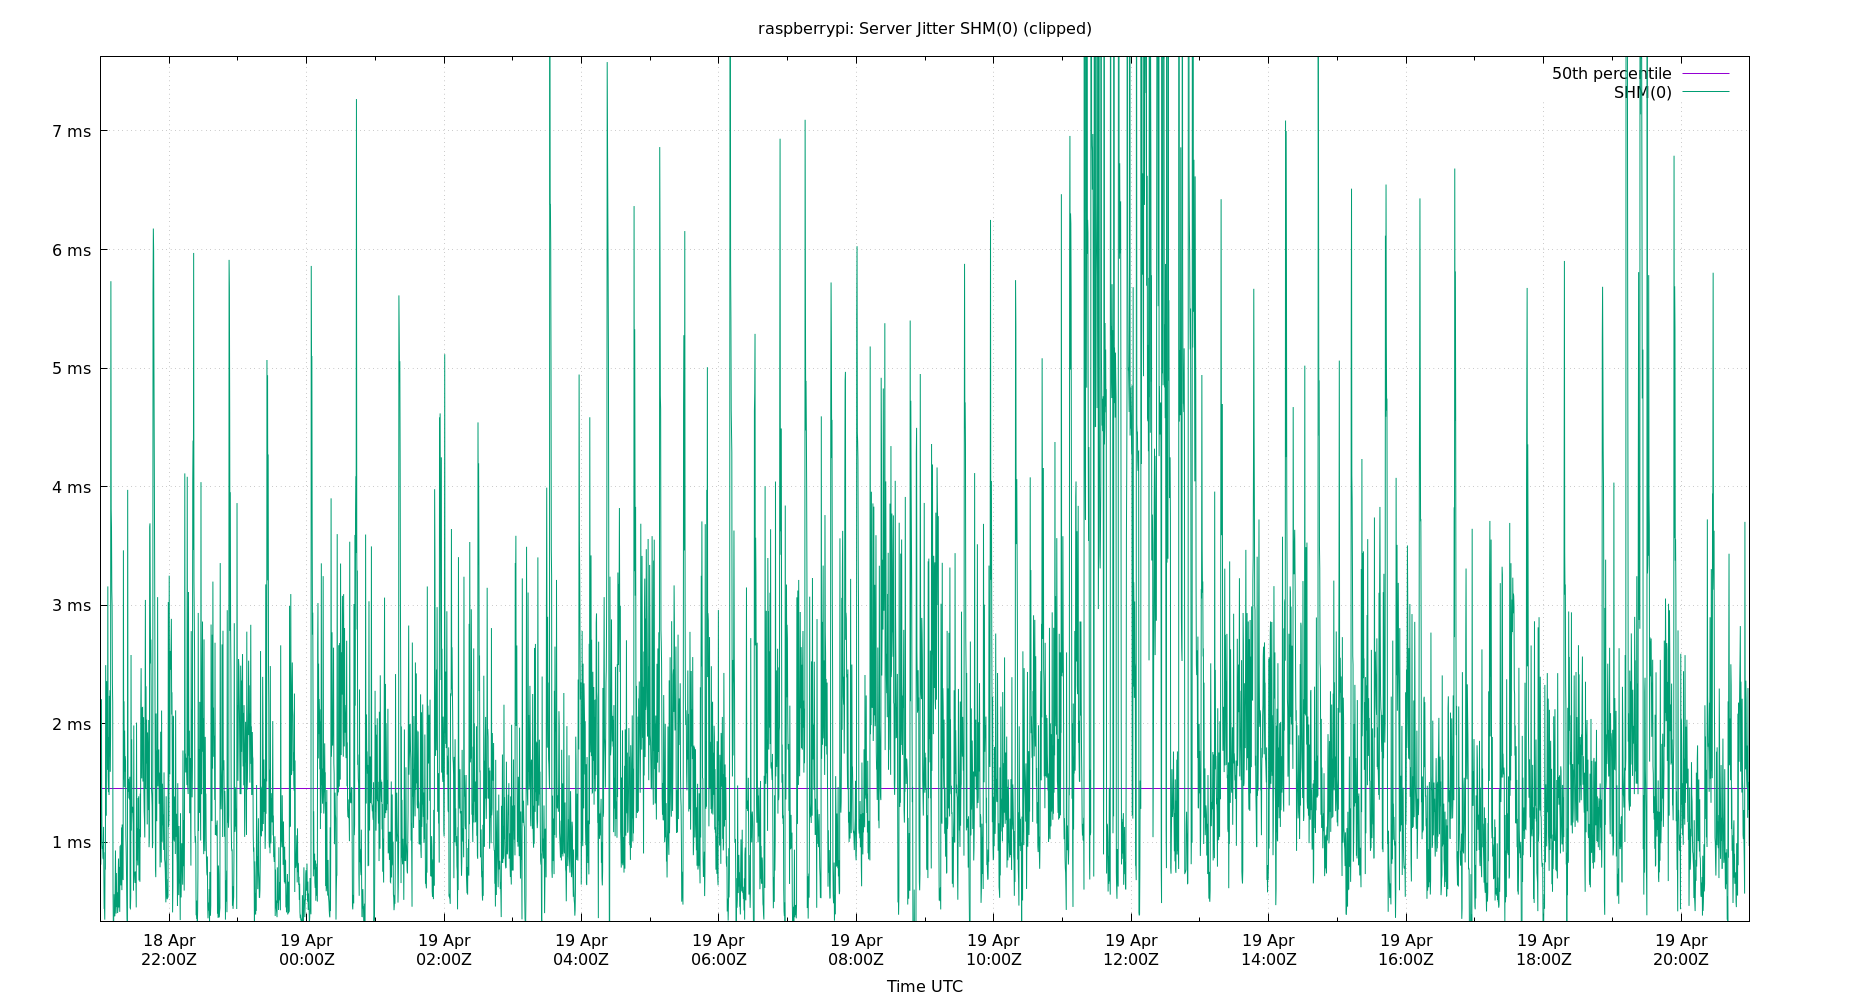 raspberrypi: Server Jitter SHM(0) (clipped)
50th percentile
SHM(0)
7 ms
6 ms
5 ms
4 ms
3 ms
2 ms
1 ms
18 Apr 19 Apr 19 Apr 19 Apr 19 Apr 19 Apr 19 Apr 19 Apr 19 Apr 19 Apr 19 Apr 19 Apr
22:00Z 00:00Z 02:00Z 04:00Z 06:00Z 08:00Z 10:00Z 12:00Z 14:00Z 16:00Z 18:00Z 20:00Z
Time UTC